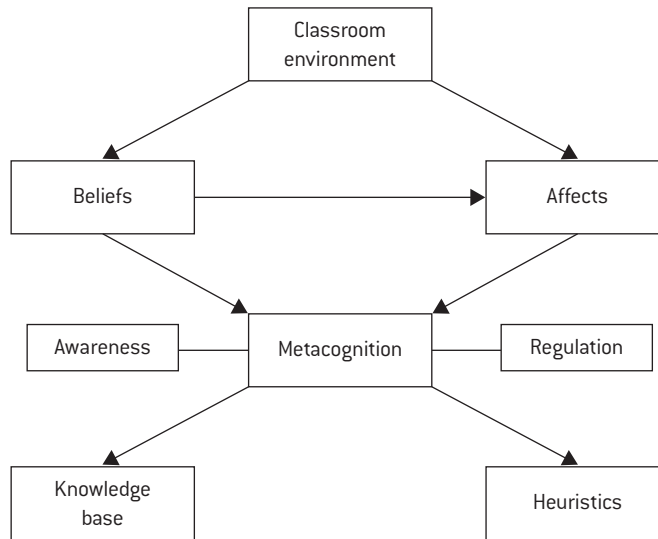 Classroom
environment
Beliefs
Affects
Awareness
Metacognition
Regulation
Knowledge
base
Heuristics